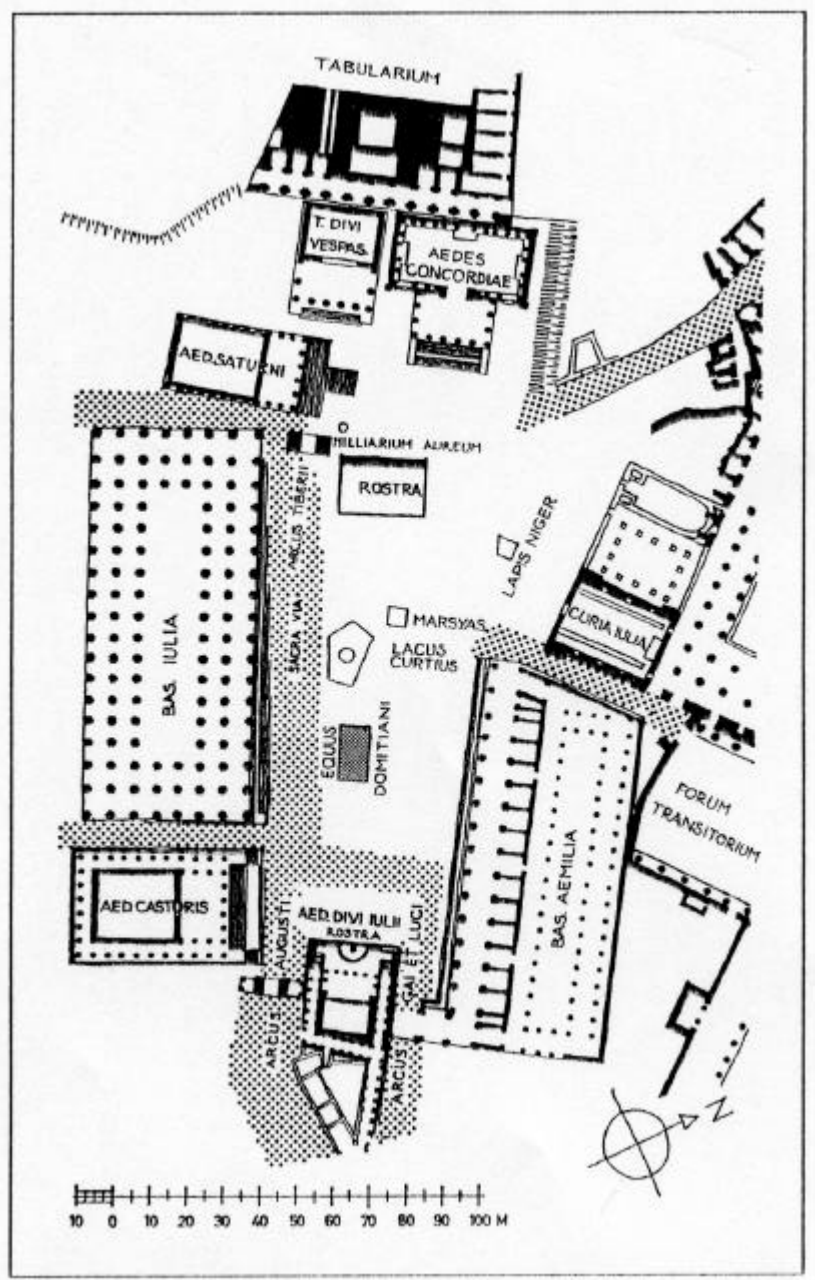 TABULARIUM
T. DIVI
VESPAS.
AEDES
CONCORDIAE
AED. SATURNI
MILLIARIUM AUREUM
ROSTRA
ARCUS TIBERII
LAPIS NIGER
CURIA IULIA
MARSYAS
LACUS
CURTIUS
SACRA VIA
BAS. IULIA
EQUUS
DOMITIANI
FORUM
TRANSITORIUM
BAS. AEMILIA
AED. CASTORIS
AED. DIVI IULII
ROSTRA
ARCUS AUGUSTI
ARCUS GAI ET LUCI
N
10 0 10 20 30 40 50 60 70 80 90 100 M